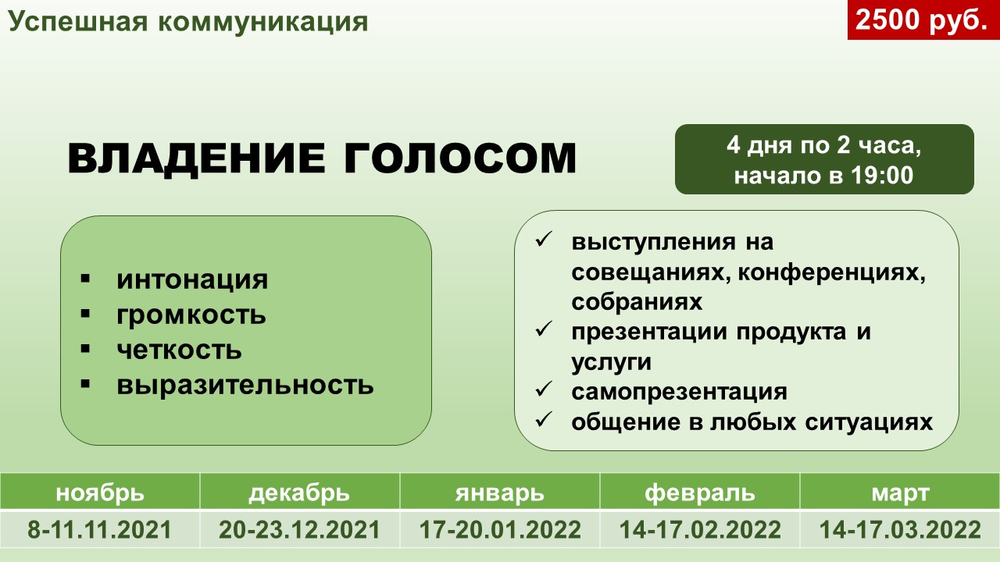 Успешная коммуникация
2500 руб.
ВЛАДЕНИЕ ГОЛОСОМ
4 дня по 2 часа,
начало в 19:00
▪ интонация
▪ громкость
▪ четкость
▪ выразительность
✓ выступления на
совещаниях, конференциях,
собраниях
✓ презентации продукта и
услуги
✓ самопрезентация
✓ общение в любых ситуациях
ноябрь декабрь январь февраль март
8-11.11.2021 20-23.12.2021 17-20.01.2022 14-17.02.2022 14-17.03.2022